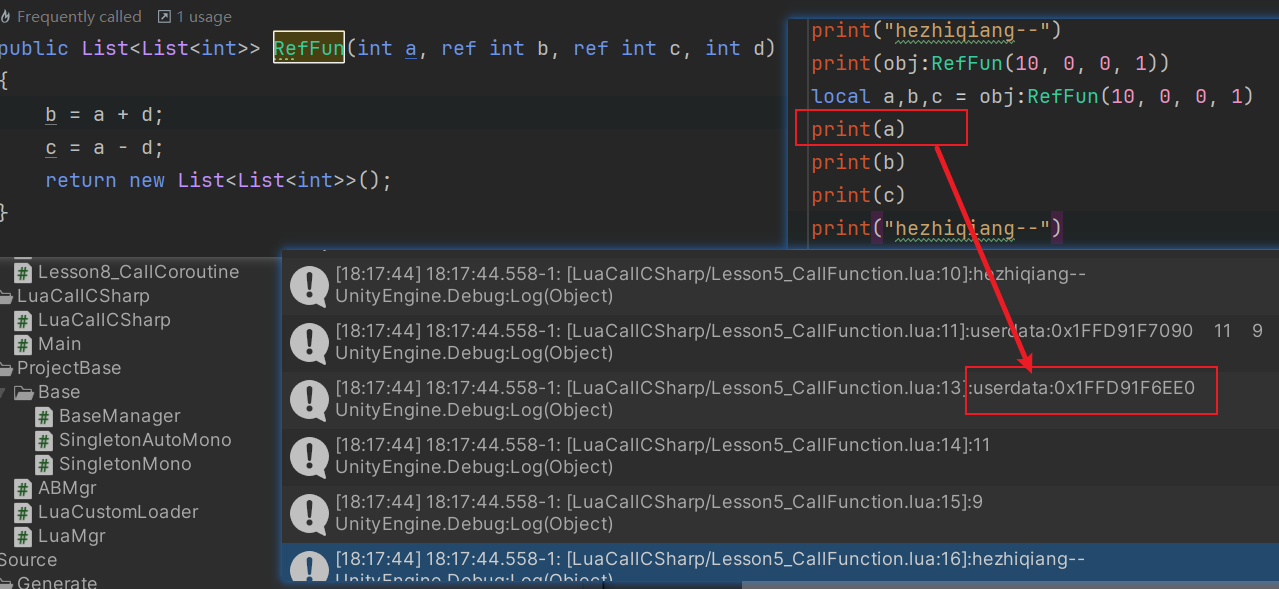 Frequently called 1 usage
public List<List<int>> RefFun(int a, ref int b, ref int c, int d)
{
b = a + d;
c = a - d;
return new List<List<int>>();
}
print("hezhiqiang--")
print(obj:RefFun(10, 0, 0, 1))
local a,b,c = obj:RefFun(10, 0, 0, 1)
print(a)
print(b)
print(c)
print("hezhiqiang--")
Lesson8_CallCoroutine
LuaCallCSharp
LuaCallCSharp
Main
ProjectBase
Base
BaseManager
SingletonAutoMono
SingletonMono
ABMgr
LuaCustomLoader
LuaMgr
Source
Generate
[18:17:44] 18:17:44.558-1: [LuaCallCSharp/Lesson5_CallFunction.lua:10]:hezhiqiang--
UnityEngine.Debug:Log(Object)
[18:17:44] 18:17:44.558-1: [LuaCallCSharp/Lesson5_CallFunction.lua:11]:userdata:0x1FFD91F7090 11 9
UnityEngine.Debug:Log(Object)
[18:17:44] 18:17:44.558-1: [LuaCallCSharp/Lesson5_CallFunction.lua:13]:userdata:0x1FFD91F6EE0
UnityEngine.Debug:Log(Object)
[18:17:44] 18:17:44.558-1: [LuaCallCSharp/Lesson5_CallFunction.lua:14]:11
UnityEngine.Debug:Log(Object)
[18:17:44] 18:17:44.558-1: [LuaCallCSharp/Lesson5_CallFunction.lua:15]:9
UnityEngine.Debug:Log(Object)
[18:17:44] 18:17:44.558-1: [LuaCallCSharp/Lesson5_CallFunction.lua:16]:hezhiqiang--
UnityEngine.Debug:Log(Object)